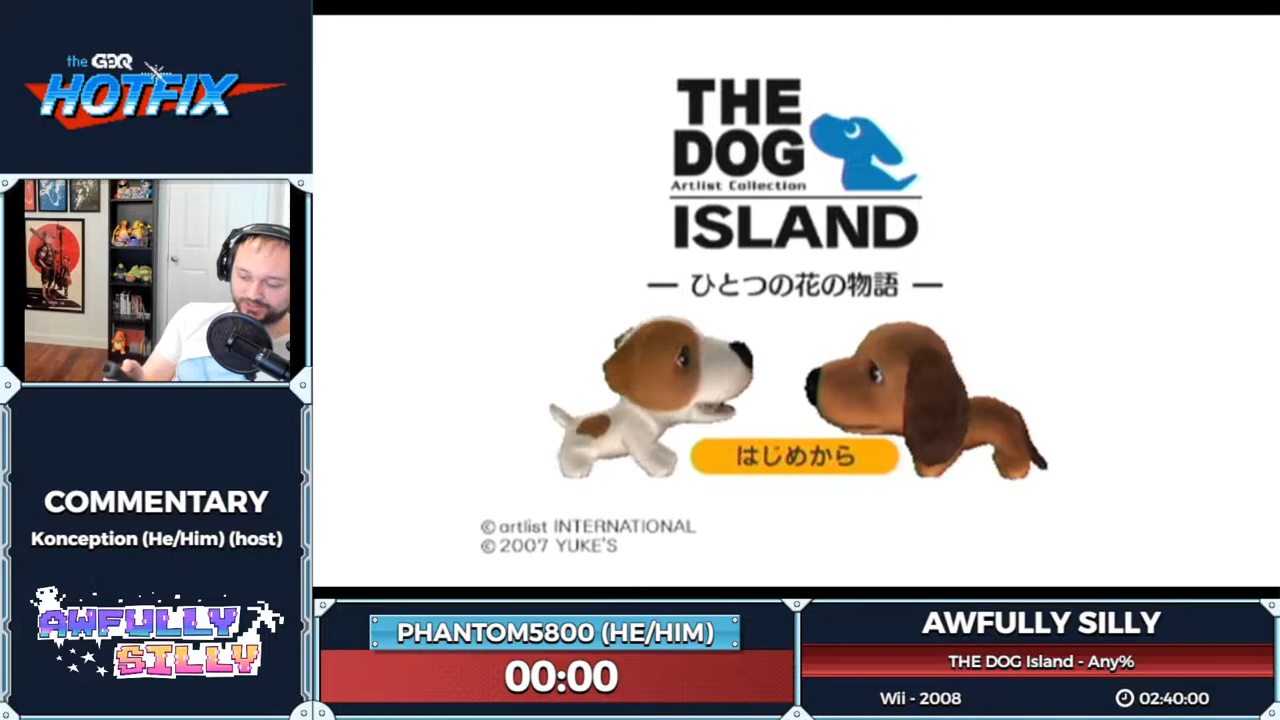 the GDQ
HOTFIX
THE
DOG
Artlist Collection
ISLAND
— ひとつの花の物語 —
はじめから
© artlist INTERNATIONAL
© 2007 YUKE'S
COMMENTARY
Konception (He/Him) (host)
AWFULLY
SILLY
PHANTOM5800 (HE/HIM)
00:00
AWFULLY SILLY
THE DOG Island - Any%
Wii - 2008
02:40:00